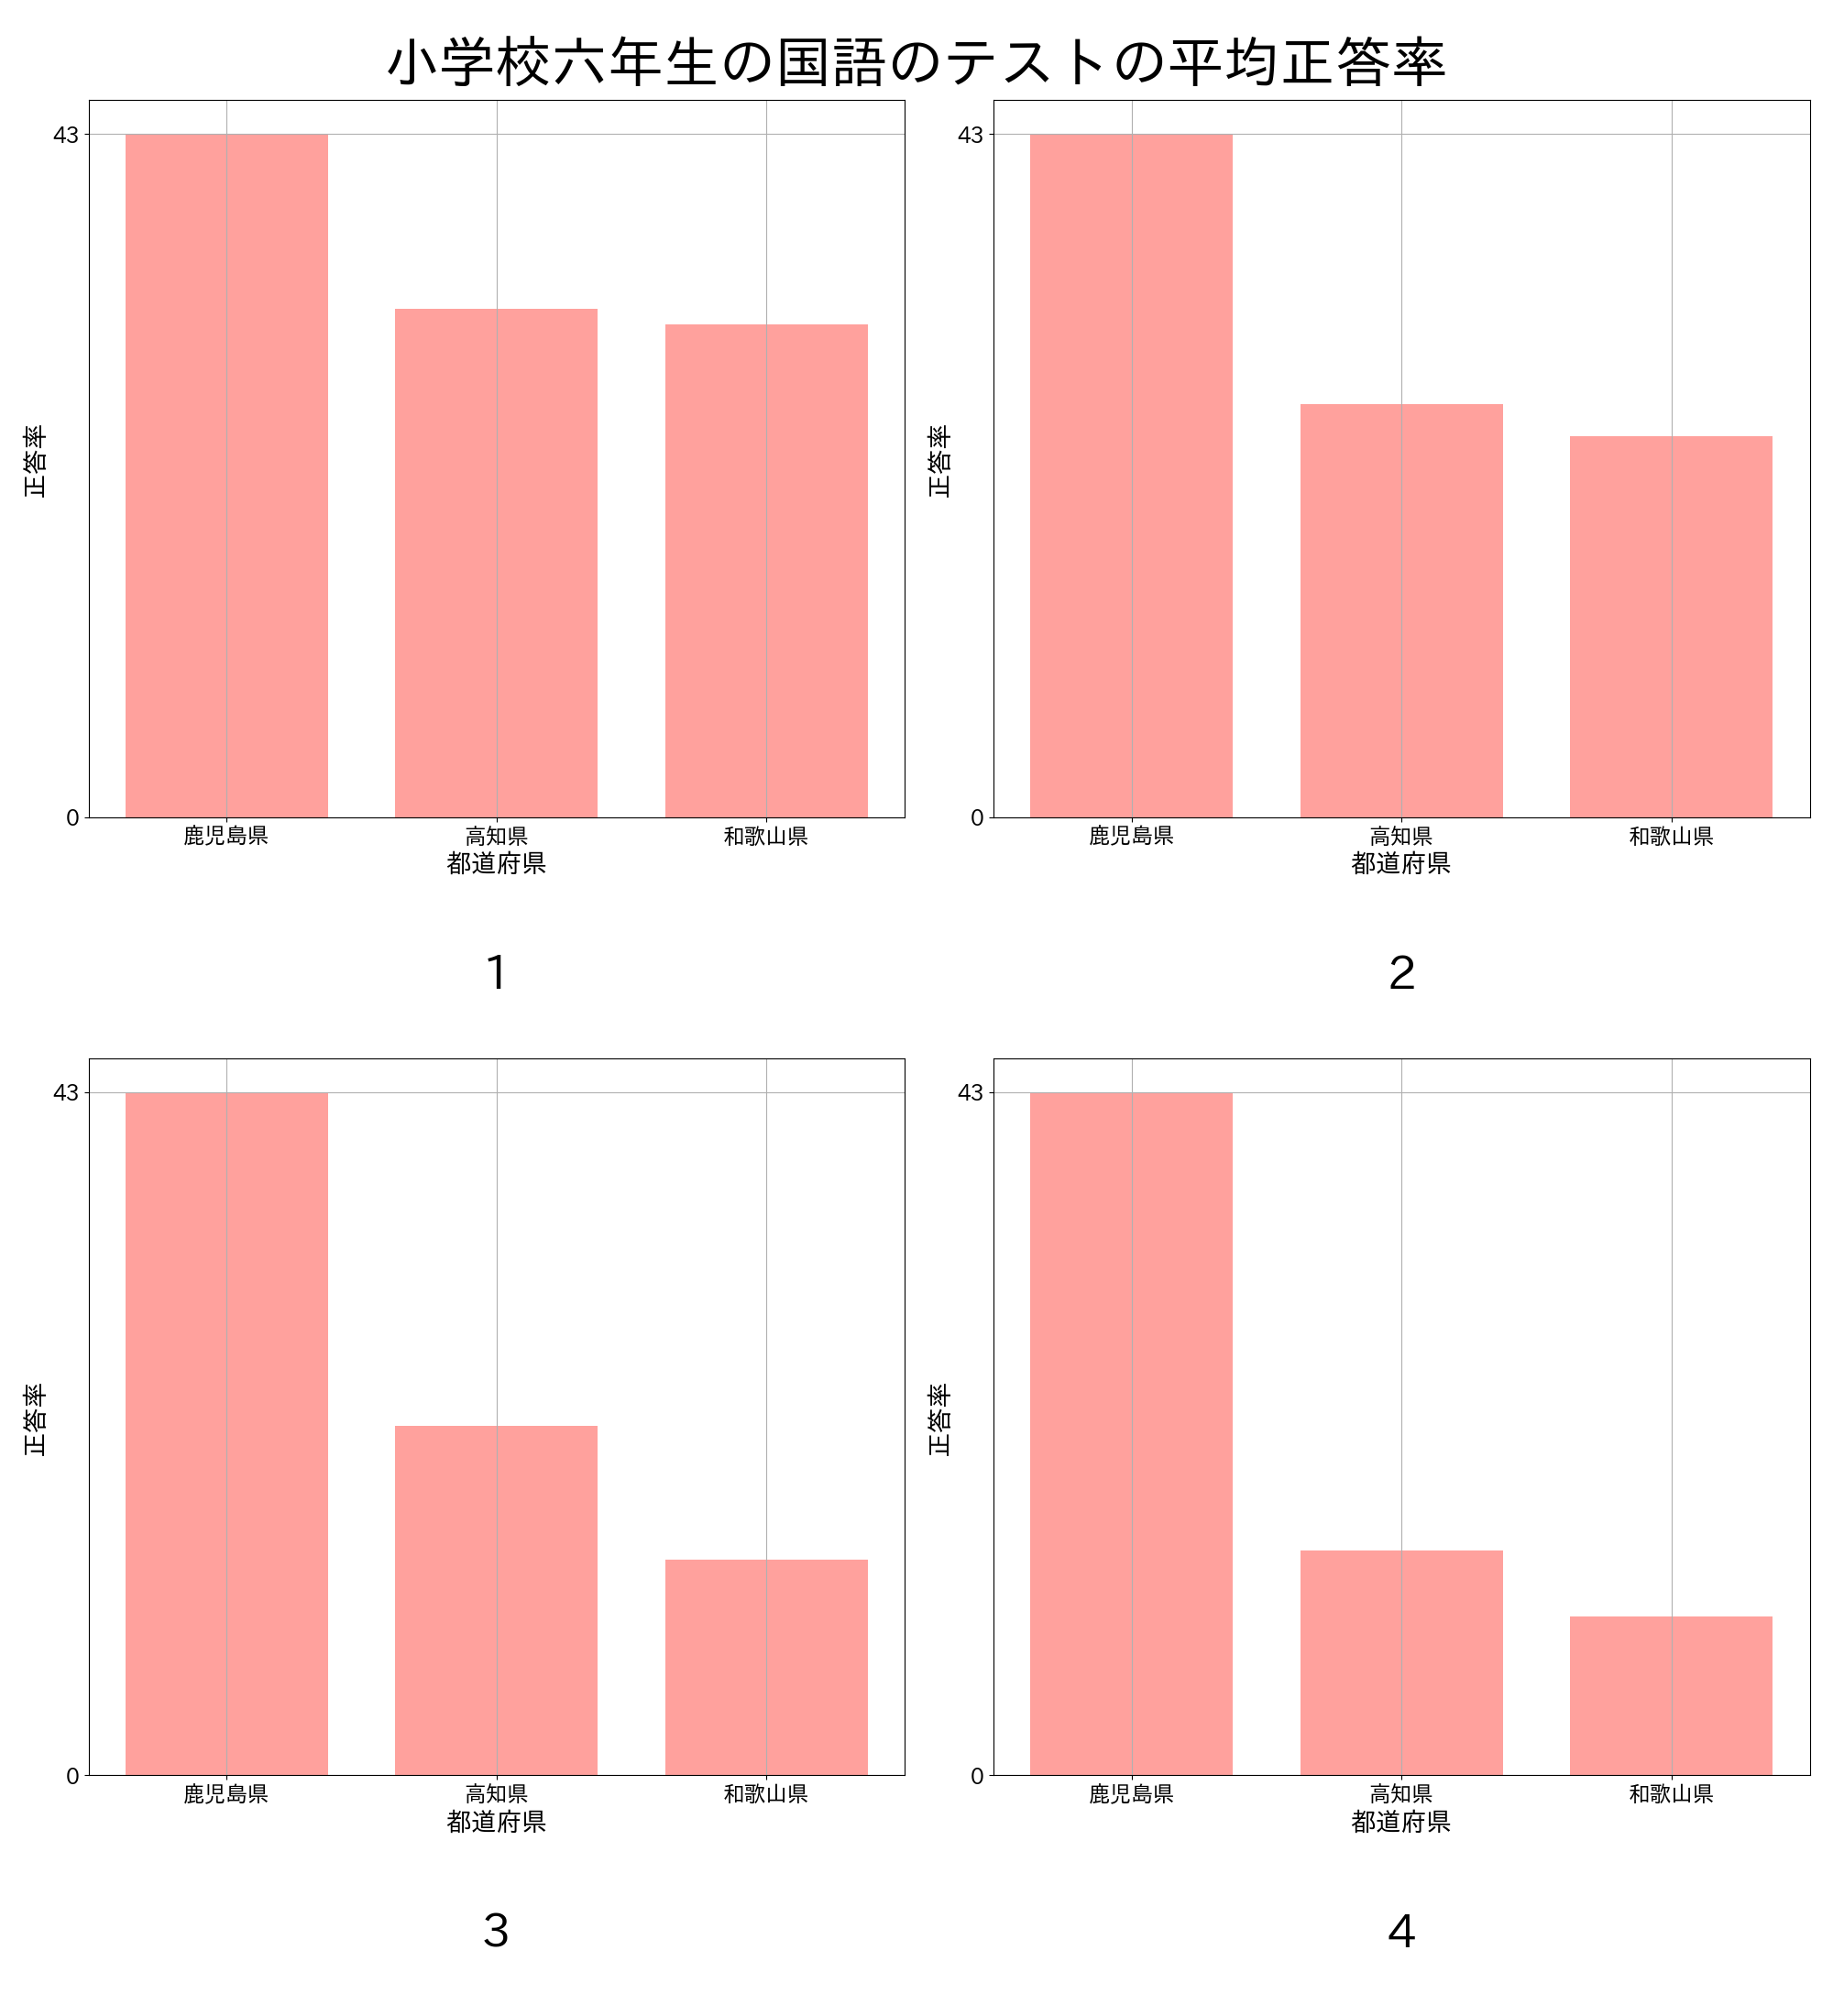 小学校六年生の国語のテストの平均正答率
43
0
正答率
鹿児島県 高知県 和歌山県
都道府県
1
43
0
正答率
鹿児島県 高知県 和歌山県
都道府県
2
43
0
正答率
鹿児島県 高知県 和歌山県
都道府県
3
43
0
正答率
鹿児島県 高知県 和歌山県
都道府県
4